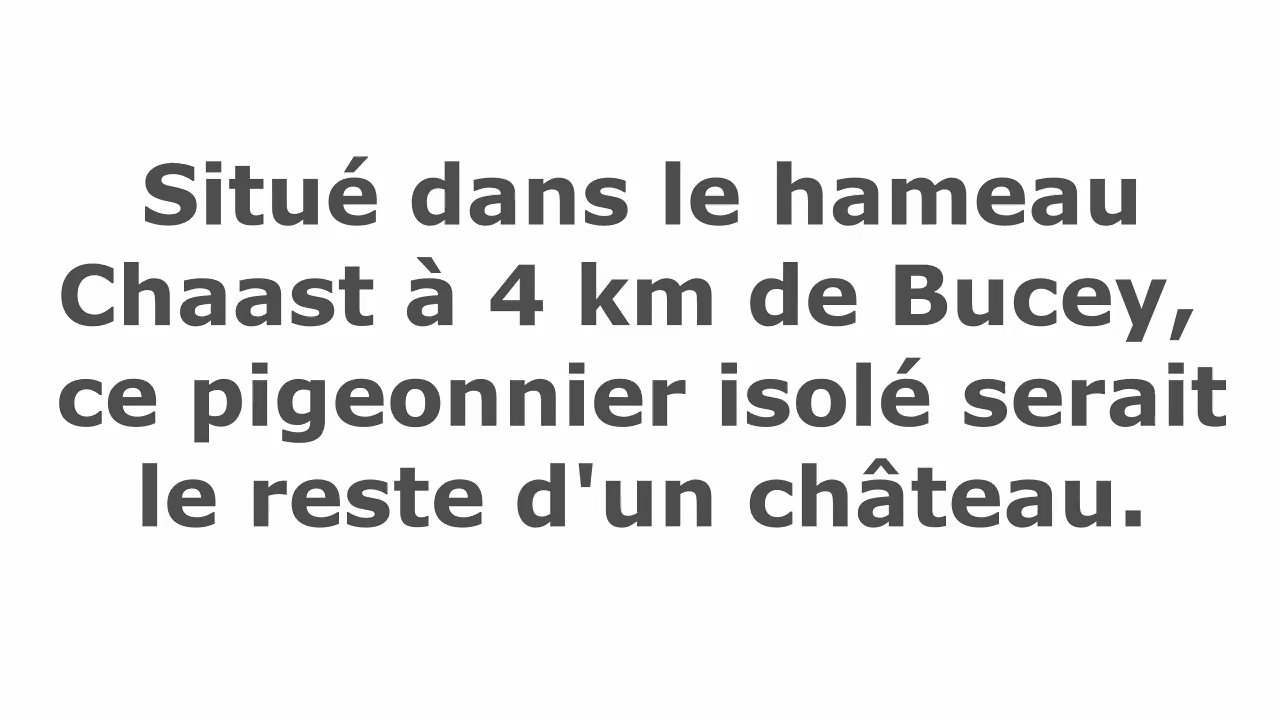 Situé dans le hameau
Chaast à 4 km de Bucey,
ce pigeonnier isolé serait
le reste d'un château.